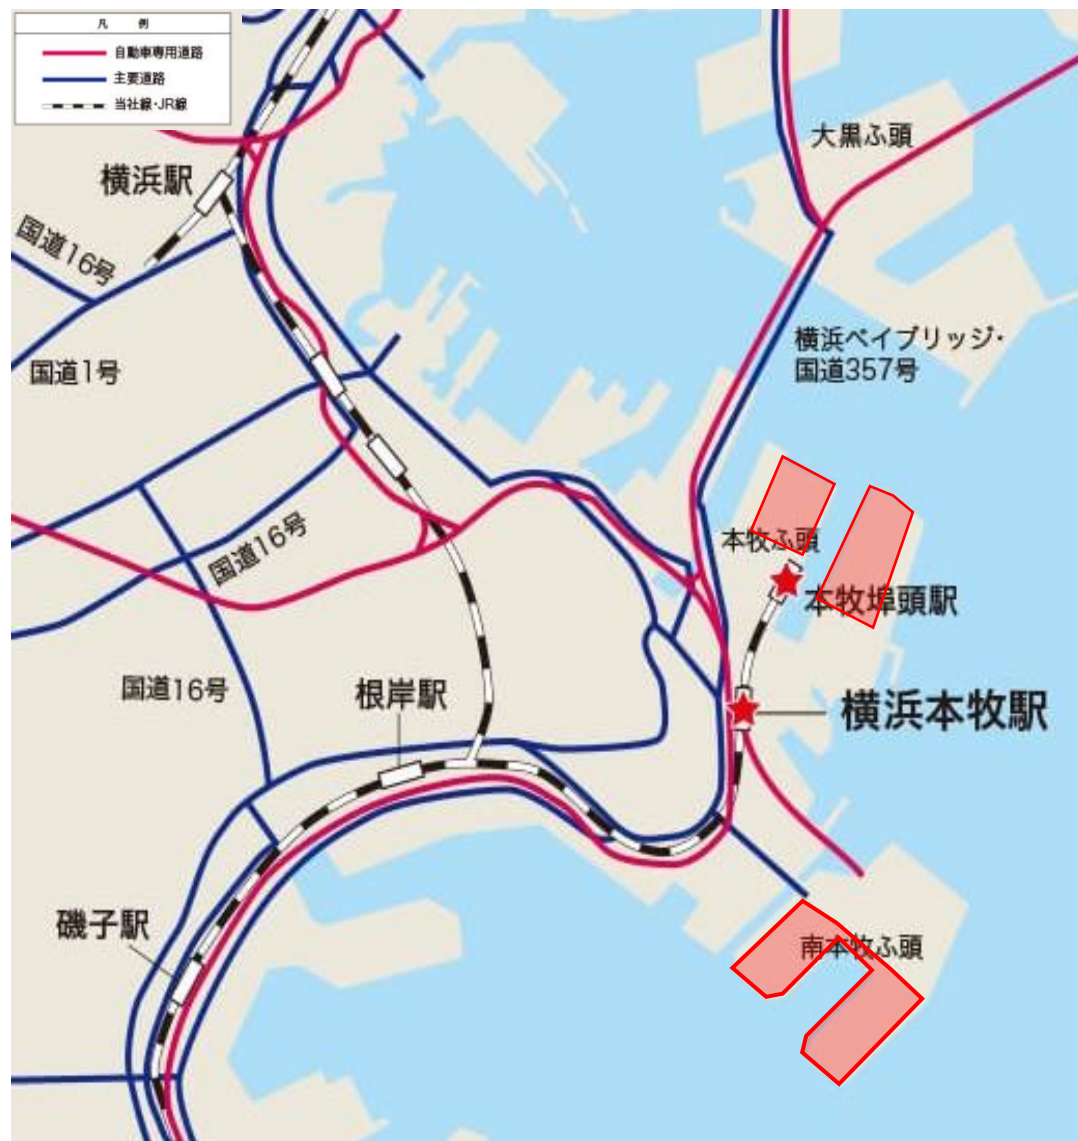 凡 例
自動車専用道路
主要道路
当社線・JR線
大黒ふ頭
横浜駅
国道16号
国道1号
横浜ベイブリッジ・
国道357号
本牧ふ頭
国道16号
本牧埠頭駅
国道16号
根岸駅
横浜本牧駅
磯子駅
南本牧ふ頭